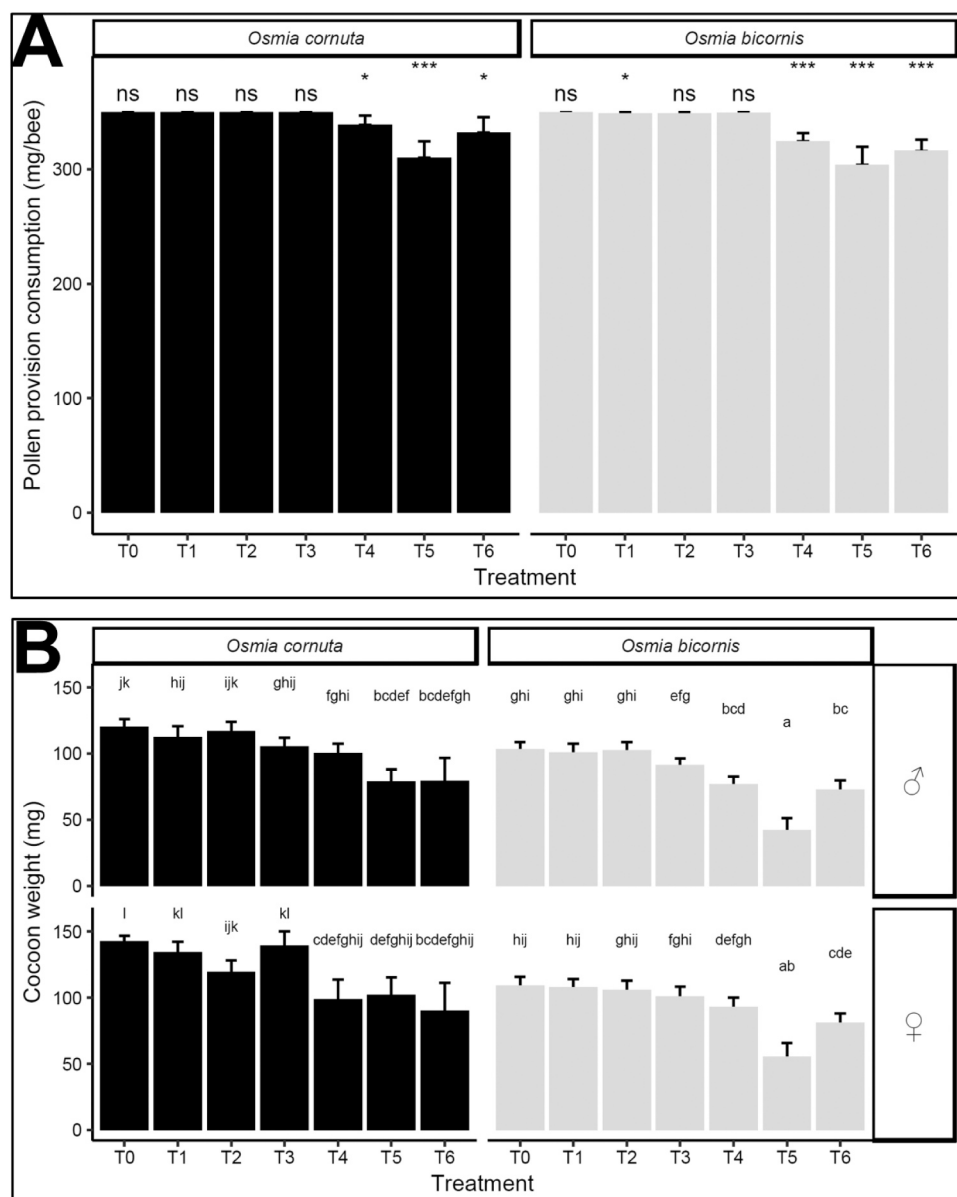 A
Osmia cornuta
Osmia bicornis
ns ns ns ns * *** *
ns * ns ns *** *** ***
Pollen provision consumption (mg/bee)
300
200
100
0
T0 T1 T2 T3 T4 T5 T6
T0 T1 T2 T3 T4 T5 T6
Treatment
B
Osmia cornuta
Osmia bicornis
Cocoon weight (mg)
150
100
50
0
jk hij ijk ghij fghi bcdef bcdefgh
ghi ghi ghi efg bcd a bc
♂
150
100
50
0
l kl ijk kl cdefghij defghij bcdefghij
hij hij ghij fghi defgh ab cde
♀
T0 T1 T2 T3 T4 T5 T6
T0 T1 T2 T3 T4 T5 T6
Treatment